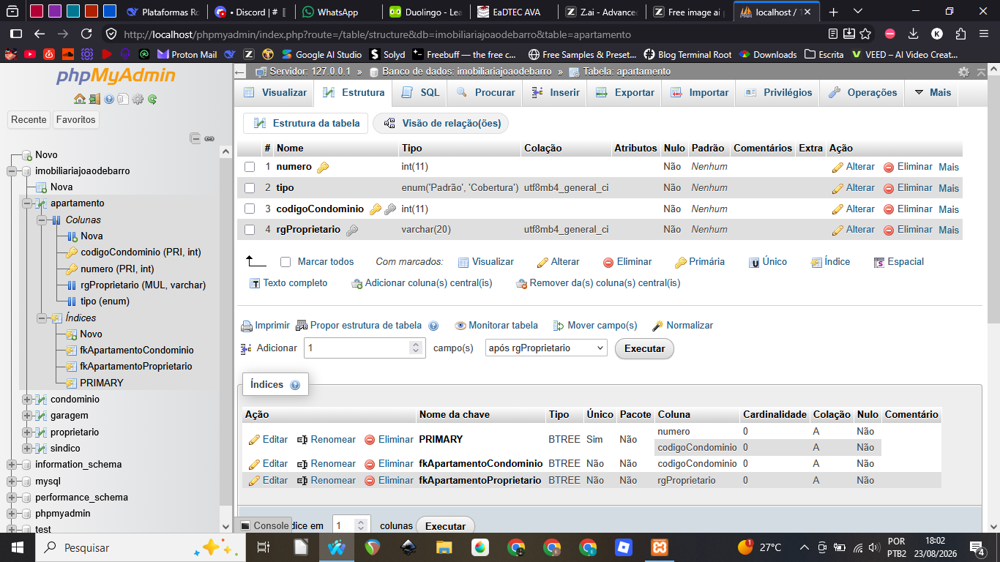 Plataformas Ro
• Discord | # |
WhatsApp
Duolingo - Lea
EaDTEC AVA
Z.ai - Advance
Free image ai p
localhost / 1
http://localhost/phpmyadmin/index.php?route=/table/structure&db=imobiliariajoaodebarro&table=apartamento
K
Proton Mail
Google AI Studio
Solyd
Freebuff — the free c...
Free Samples & Preset...
Blog Terminal Root
Downloads
Escrita
VEED – AI Video Creat...
phpMyAdmin
Recente
Favoritos
Novo
imobiliariajoaodebarro
Nova
apartamento
Colunas
Nova
codigoCondominio (PRI, int)
numero (PRI, int)
rgProprietario (MUL, varchar)
tipo (enum)
Índices
Novo
fkApartamentoCondominio
fkApartamentoProprietario
PRIMARY
condominio
garagem
proprietario
sindico
information_schema
mysql
performance_schema
phpmyadmin
test
Servidor: 127.0.0.1 » Banco de dados: imobiliariajoaodebarro » Tabela: apartamento
Visualizar Estrutura SQL Procurar Inserir Exportar Importar Privilégios Operações Mais
Estrutura da tabela Visão de relação(ões)
# Nome Tipo Colação Atributos Nulo Padrão Comentários Extra Ação
1 numero int(11) Não Nenhum Alterar Eliminar Mais
2 tipo enum('Padrão', 'Cobertura') utf8mb4_general_ci Não Nenhum Alterar Eliminar Mais
3 codigoCondominio int(11) Não Nenhum Alterar Eliminar Mais
4 rgProprietario varchar(20) utf8mb4_general_ci Não Nenhum Alterar Eliminar Mais
Marcar todos Com marcados: Visualizar Alterar Eliminar Primária Único Índice Espacial
Texto completo Adicionar coluna(s) central(is) Remover da(s) coluna(s) central(is)
Imprimir Propor estrutura de tabela Monitorar tabela Mover campo(s) Normalizar
Adicionar 1 campo(s) após rgProprietario Executar
Índices
Ação Nome da chave Tipo Único Pacote Coluna Cardinalidade Colação Nulo Comentário
Editar Renomear Eliminar PRIMARY BTREE Sim Não numero 0 A Não
codigoCondominio 0 A Não
Editar Renomear Eliminar fkApartamentoCondominio BTREE Não Não codigoCondominio 0 A Não
Editar Renomear Eliminar fkApartamentoProprietario BTREE Não Não rgProprietario 0 A Não
Console dice em 1 colunas Executar
Pesquisar
1
27°C
POR
PTB2
18:02
23/08/2026
4